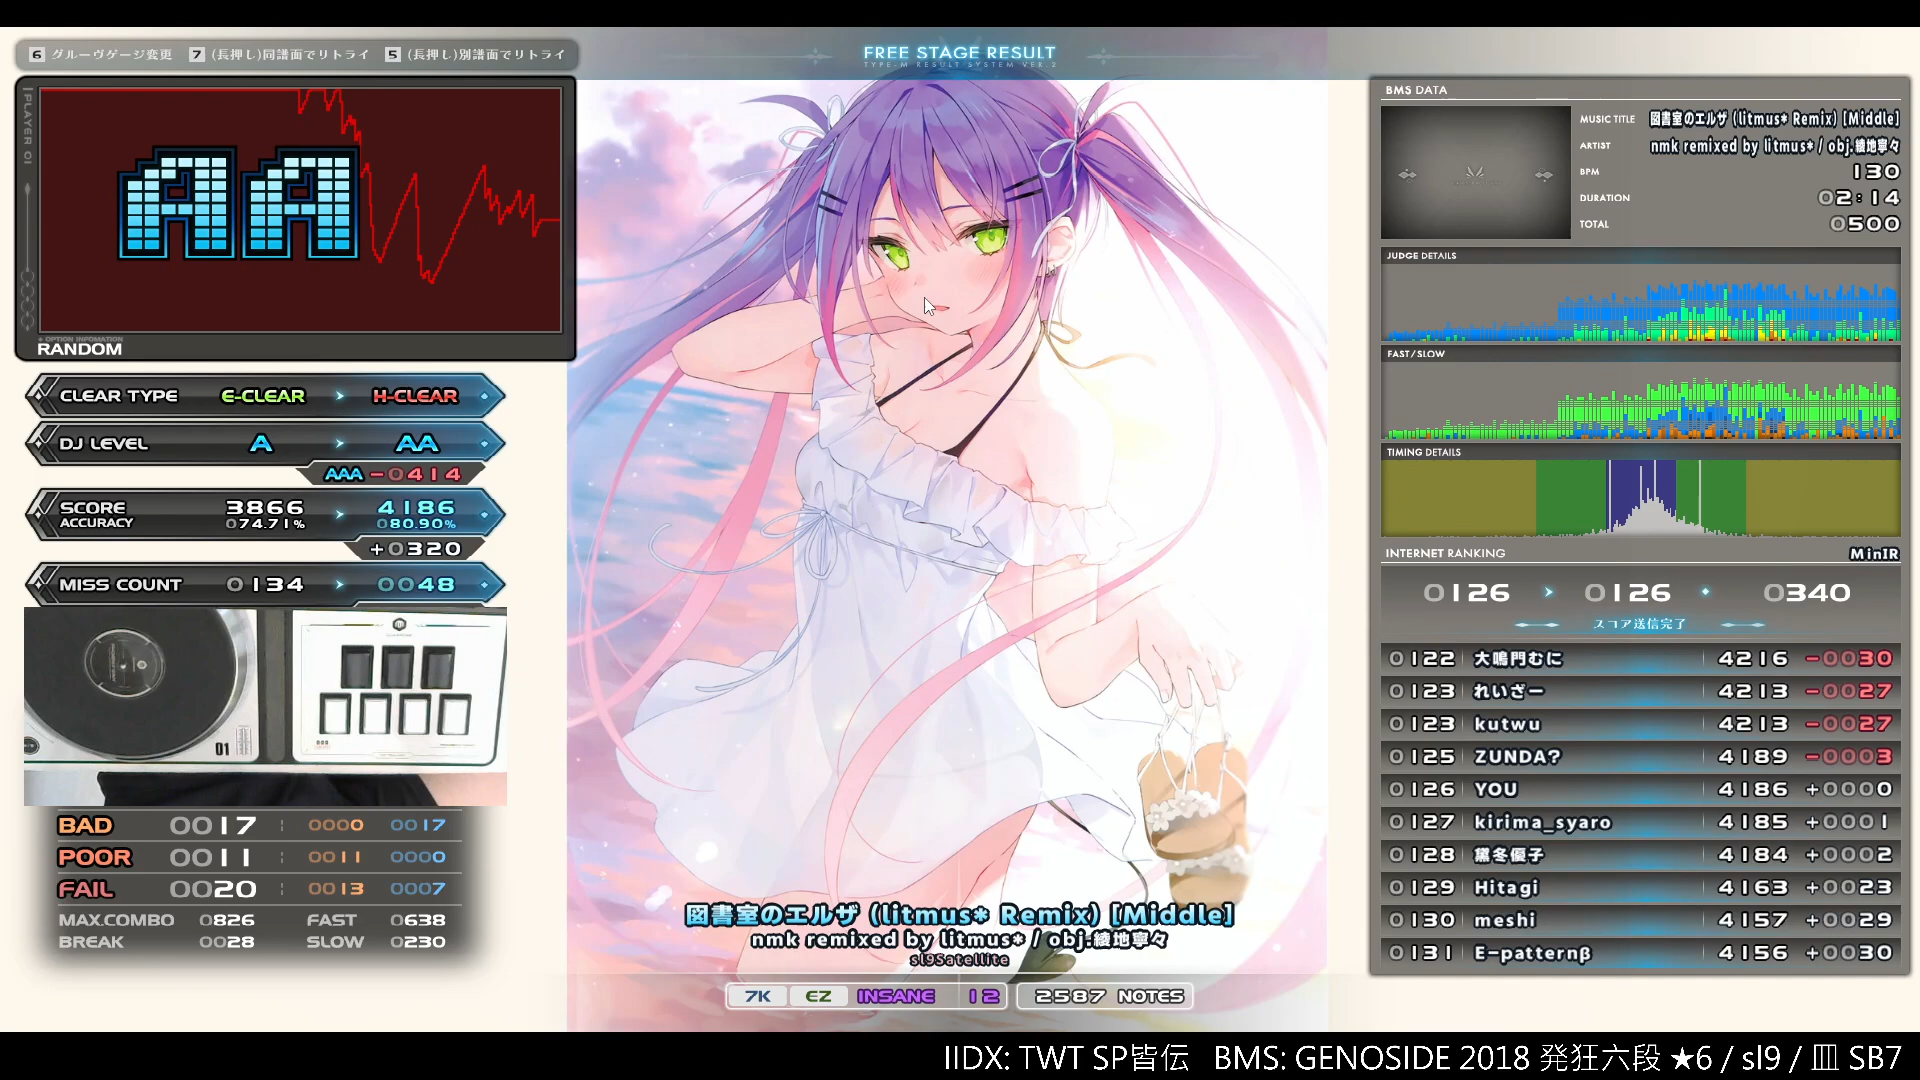 6 グルーヴゲージ変更 7 (長押し)同譜面でリトライ 5 (長押し)別譜面でリトライ
FREE STAGE RESULT
TYPE-M RESULT SYSTEM VER.2
PLAYER 01
AA
OPTION INFOMATION
RANDOM
CLEAR TYPE E-CLEAR H-CLEAR
DJ LEVEL A AA
AAA -0414
SCORE 3866 4186
ACCURACY 074.71% 080.90%
+0320
MISS COUNT 0134 0048
01
BAD 0017 0000 0017
POOR 0011 0011 0000
FAIL 0020 0013 0007
MAX.COMBO 0826 FAST 0638
BREAK 0028 SLOW 0230
図書室のエルザ (litmus* Remix) [Middle]
nmk remixed by litmus* / obj.綾地寧々
sl9Satellite
7K EZ INSANE 12 2587 NOTES
BMS DATA
MUSIC TITLE 図書室のエルザ (litmus* Remix) [Middle]
ARTIST nmk remixed by litmus* / obj.綾地寧々
BPM 130
DURATION 02:14
TOTAL 0500
JUDGE DETAILS
FAST/SLOW
TIMING DETAILS
INTERNET RANKING MinIR
0126 0126 0340
スコア送信完了
0122 大鳴門むに 4216 -0030
0123 れいざー 4213 -0027
0123 kutwu 4213 -0027
0125 ZUNDA? 4189 -0003
0126 YOU 4186 +0000
0127 kirima_syaro 4185 +0001
0128 黛冬優子 4184 +0002
0129 Hitagi 4163 +0023
0130 meshi 4157 +0029
0131 E-patternβ 4156 +0030
IIDX: TWT SP皆伝 BMS: GENOSIDE 2018 発狂六段 ★6 / sl9 / 皿 SB7